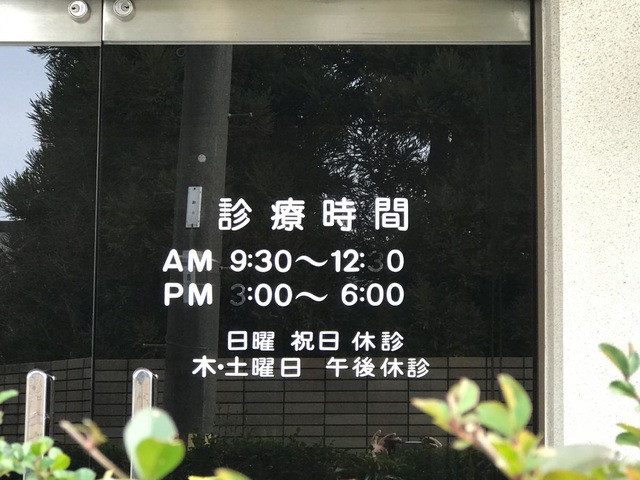 診療時間
AM 9:30～12:30
PM 3:00～ 6:00
日曜 祝日 休診
木・土曜日 午後休診